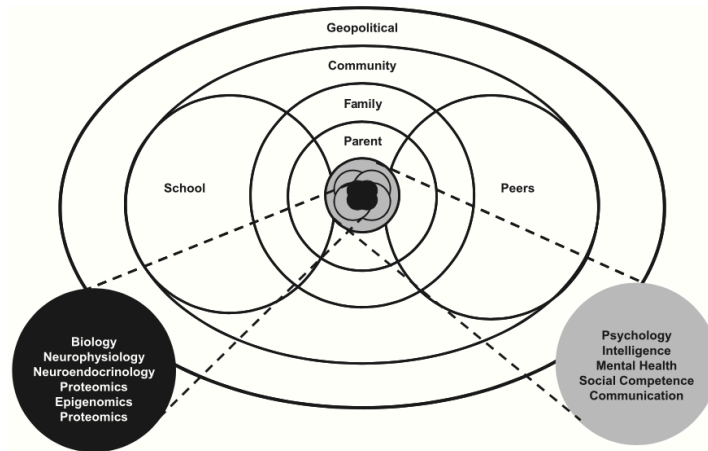 Geopolitical
Community
Family
Parent
School
Peers
Biology
Neurophysiology
Neuroendocrinology
Proteomics
Epigenomics
Proteomics
Psychology
Intelligence
Mental Health
Social Competence
Communication